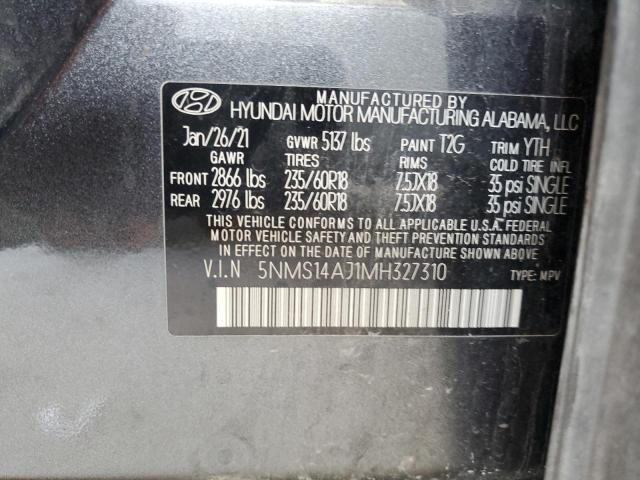 MANUFACTURED BY
HYUNDAI MOTOR MANUFACTURING ALABAMA, LLC
Jan/26/21 GVWR 5137 lbs PAINT T2G TRIM YTH
GAWR TIRES RIMS COLD TIRE INFL
FRONT 2866 lbs 235/60R18 7.5JX18 35 psi SINGLE
REAR 2976 lbs 235/60R18 7.5JX18 35 psi SINGLE
THIS VEHICLE CONFORMS TO ALL APPLICABLE U.S.A. FEDERAL
MOTOR VEHICLE SAFETY AND THEFT PREVENTION STANDARDS
IN EFFECT ON THE DATE OF MANUFACTURE SHOWN ABOVE.
V.I.N 5NMS14AJ1MH327310 TYPE: MPV